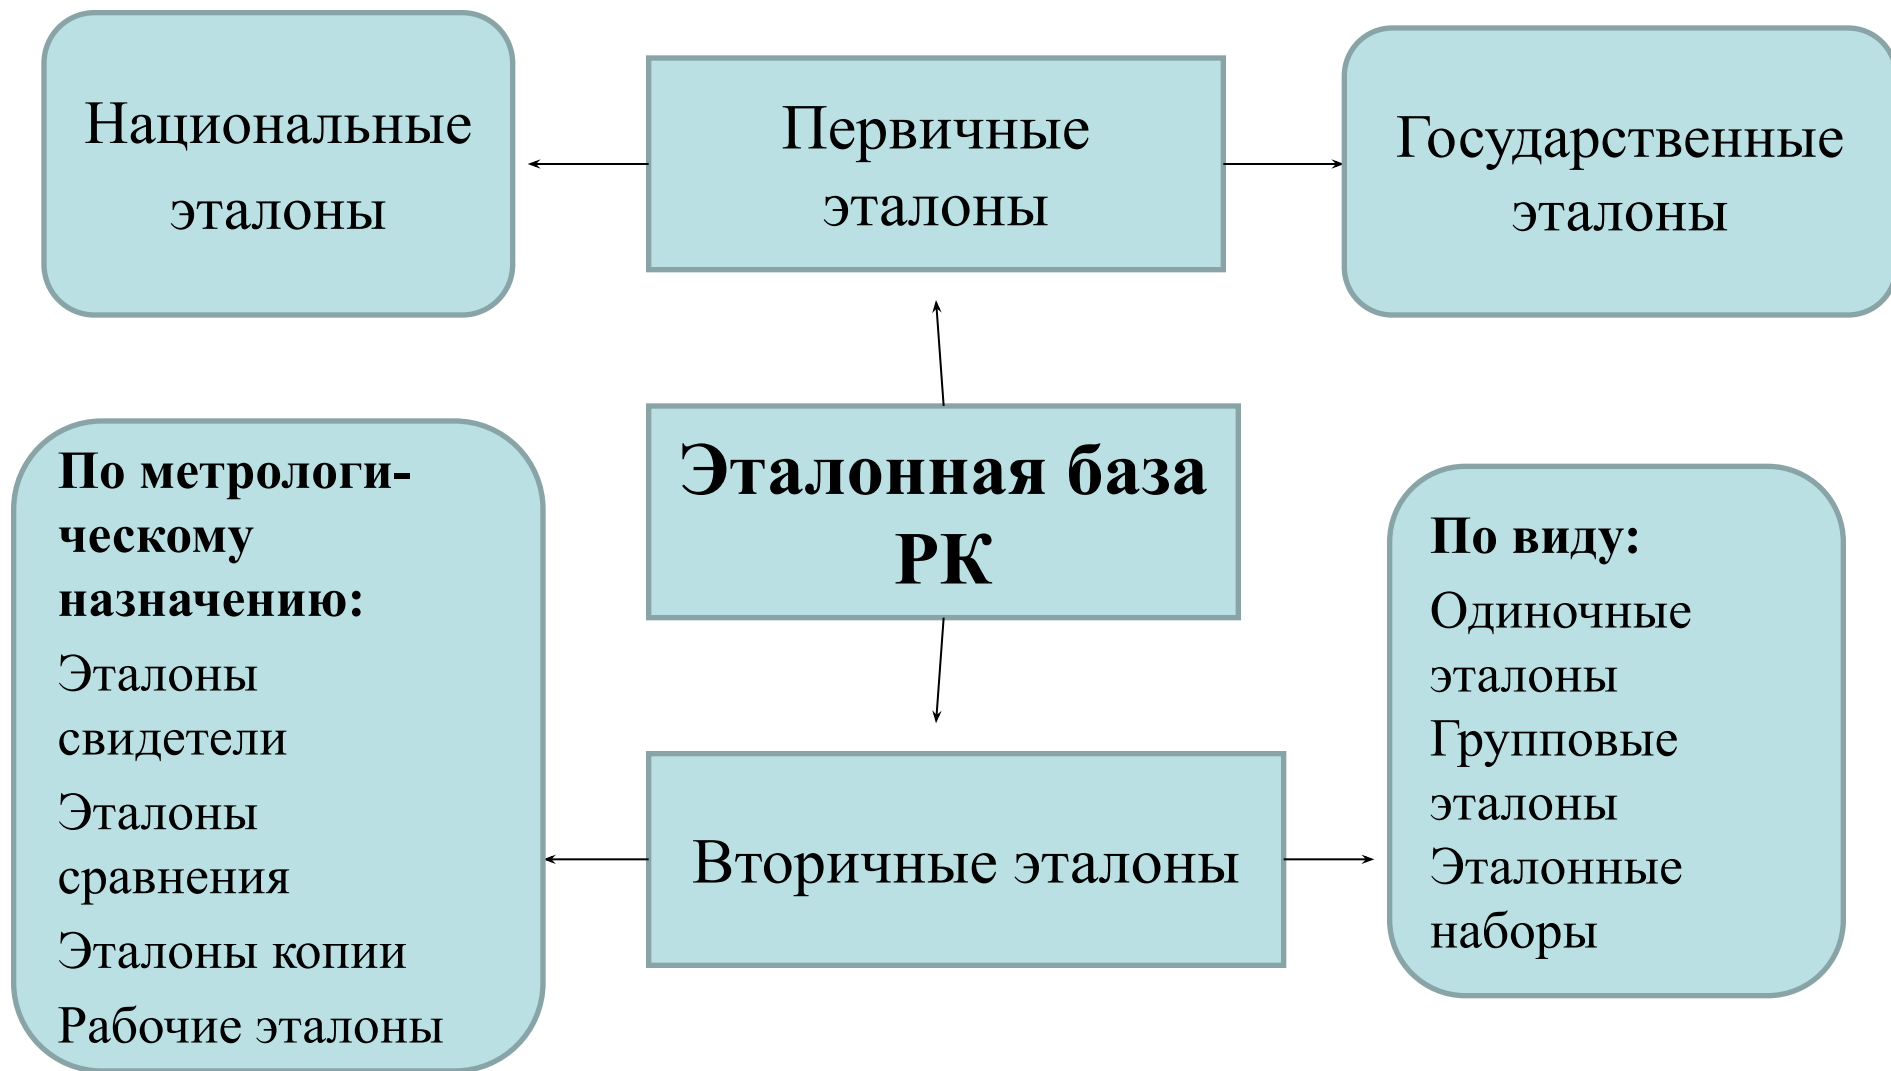 Национальные
эталоны
Первичные
эталоны
Государственные
эталоны
Эталонная база
РК
По метрологи-
ческому
назначению:
Эталоны
свидетели
Эталоны
сравнения
Эталоны копии
Рабочие эталоны
Вторичные эталоны
По виду:
Одиночные
эталоны
Групповые
эталоны
Эталонные
наборы